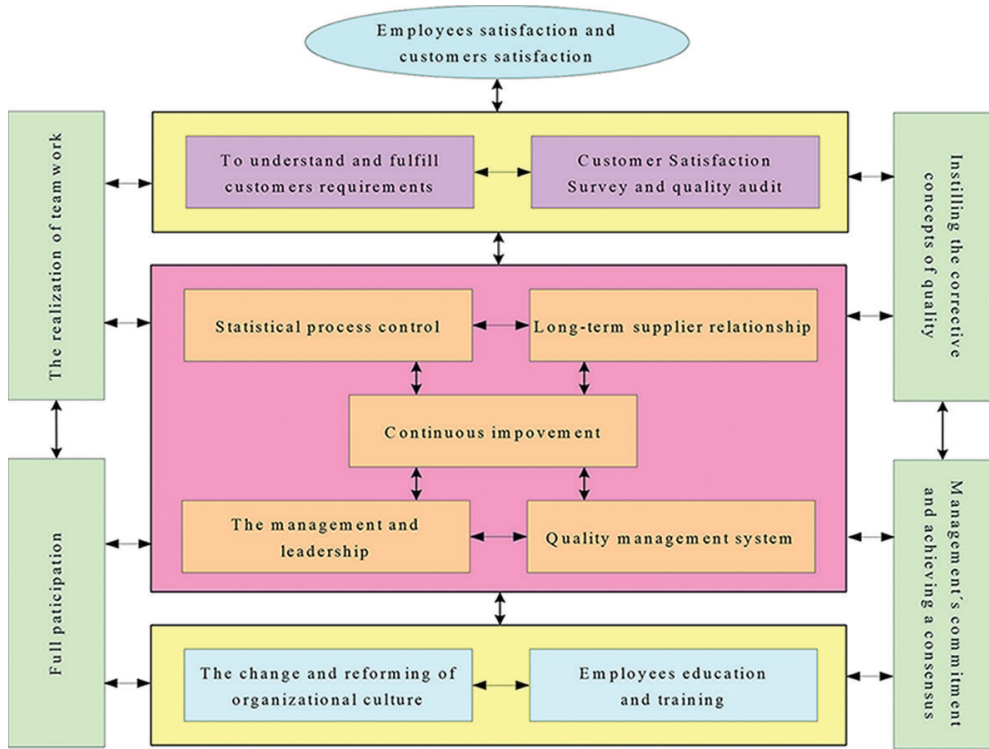 Employees satisfaction and
customers satisfaction
The realization of teamwork
To understand and fulfill
customers requirements
Customer Satisfaction
Survey and quality audit
Instilling the corrective
concepts of quality
Statistical process control
Long-term supplier relationship
Continuous impovement
The management and
leadership
Quality management system
Full paticipation
Management´s commitment
and achieving a consensus
The change and reforming of
organizational culture
Employees education
and training